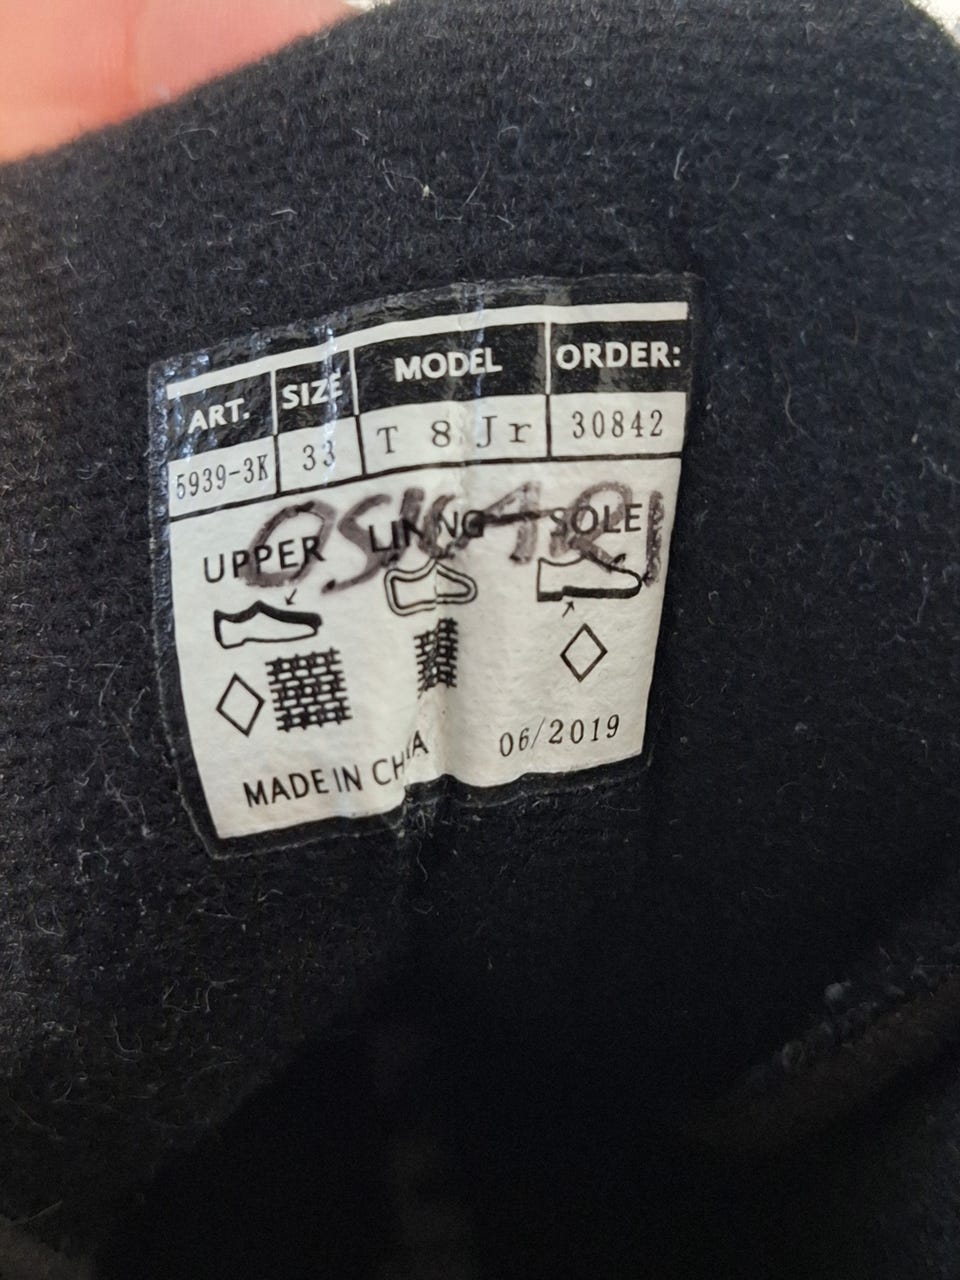 ART. SIZE MODEL ORDER:
5939-3K 33 T 8 Jr 30842
OSKARI
UPPER LINING SOLE
MADE IN CHINA 06/2019